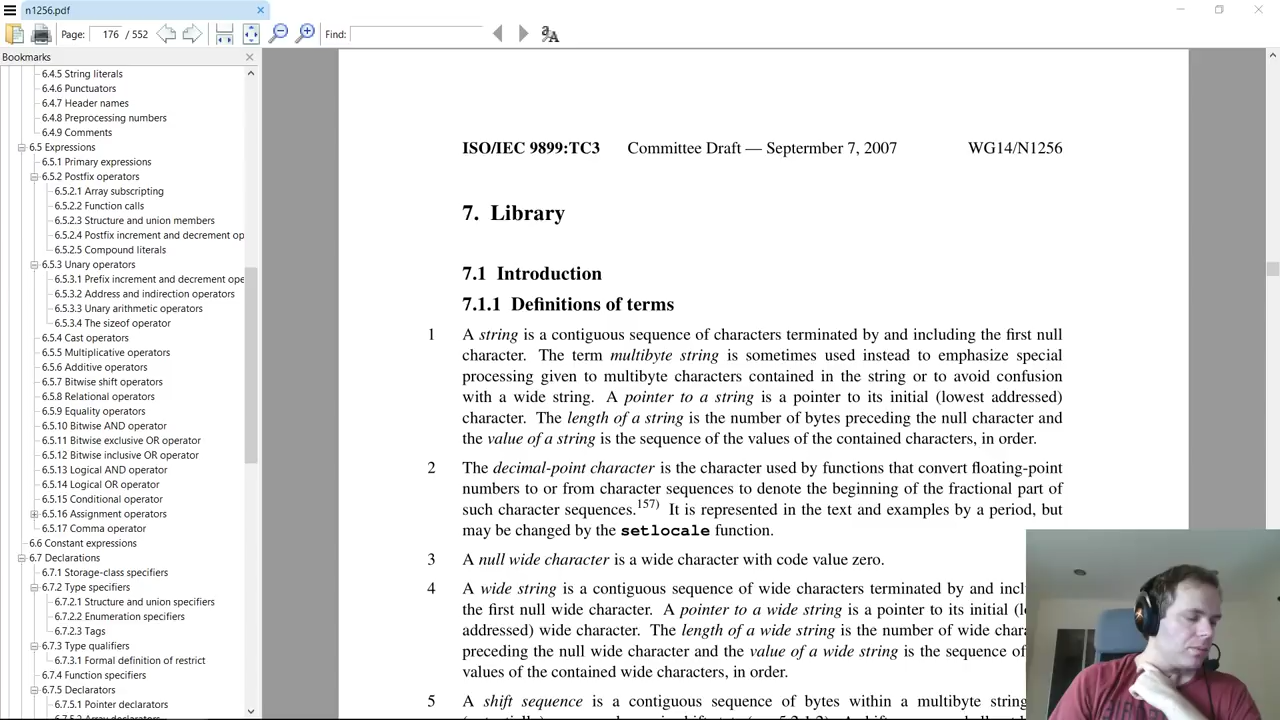 n1256.pdf
Page: 176 / 552 Find:
Bookmarks
6.4.5 String literals
6.4.6 Punctuators
6.4.7 Header names
6.4.8 Preprocessing numbers
6.4.9 Comments
6.5 Expressions
6.5.1 Primary expressions
6.5.2 Postfix operators
6.5.2.1 Array subscripting
6.5.2.2 Function calls
6.5.2.3 Structure and union members
6.5.2.4 Postfix increment and decrement op
6.5.2.5 Compound literals
6.5.3 Unary operators
6.5.3.1 Prefix increment and decrement ope
6.5.3.2 Address and indirection operators
6.5.3.3 Unary arithmetic operators
6.5.3.4 The sizeof operator
6.5.4 Cast operators
6.5.5 Multiplicative operators
6.5.6 Additive operators
6.5.7 Bitwise shift operators
6.5.8 Relational operators
6.5.9 Equality operators
6.5.10 Bitwise AND operator
6.5.11 Bitwise exclusive OR operator
6.5.12 Bitwise inclusive OR operator
6.5.13 Logical AND operator
6.5.14 Logical OR operator
6.5.15 Conditional operator
6.5.16 Assignment operators
6.5.17 Comma operator
6.6 Constant expressions
6.7 Declarations
6.7.1 Storage-class specifiers
6.7.2 Type specifiers
6.7.2.1 Structure and union specifiers
6.7.2.2 Enumeration specifiers
6.7.2.3 Tags
6.7.3 Type qualifiers
6.7.3.1 Formal definition of restrict
6.7.4 Function specifiers
6.7.5 Declarators
6.7.5.1 Pointer declarators
6.7.5.2 Array declarators
ISO/IEC 9899:TC3 Committee Draft — Septermber 7, 2007 WG14/N1256
7. Library
7.1 Introduction
7.1.1 Definitions of terms
1 A string is a contiguous sequence of characters terminated by and including the first null
character. The term multibyte string is sometimes used instead to emphasize special
processing given to multibyte characters contained in the string or to avoid confusion
with a wide string. A pointer to a string is a pointer to its initial (lowest addressed)
character. The length of a string is the number of bytes preceding the null character and
the value of a string is the sequence of the values of the contained characters, in order.
2 The decimal-point character is the character used by functions that convert floating-point
numbers to or from character sequences to denote the beginning of the fractional part of
such character sequences.157) It is represented in the text and examples by a period, but
may be changed by the setlocale function.
3 A null wide character is a wide character with code value zero.
4 A wide string is a contiguous sequence of wide characters terminated by and incl
the first null wide character. A pointer to a wide string is a pointer to its initial (l
addressed) wide character. The length of a wide string is the number of wide char
preceding the null wide character and the value of a wide string is the sequence of
values of the contained wide characters, in order.
5 A shift sequence is a contiguous sequence of bytes within a multibyte string